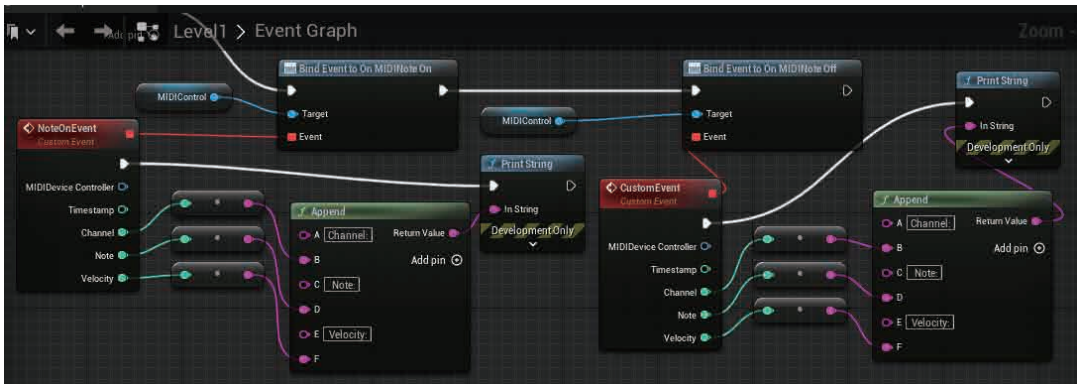 Add pin
Level1 > Event Graph
Zoom -
Bind Event to On MIDINote On
Target
Event
MIDIControl
NoteOnEvent
Custom Event
MIDIDevice Controller
Timestamp
Channel
Note
Velocity
Append
A Channel:
Return Value
B
Add pin
C Note:
D
E Velocity:
F
Print String
In String
Development Only
MIDIControl
Bind Event to On MIDINote Off
Target
Event
CustomEvent
Custom Event
MIDIDevice Controller
Timestamp
Channel
Note
Velocity
Append
A Channel:
Return Value
B
Add pin
C Note:
D
E Velocity:
F
Print String
In String
Development Only